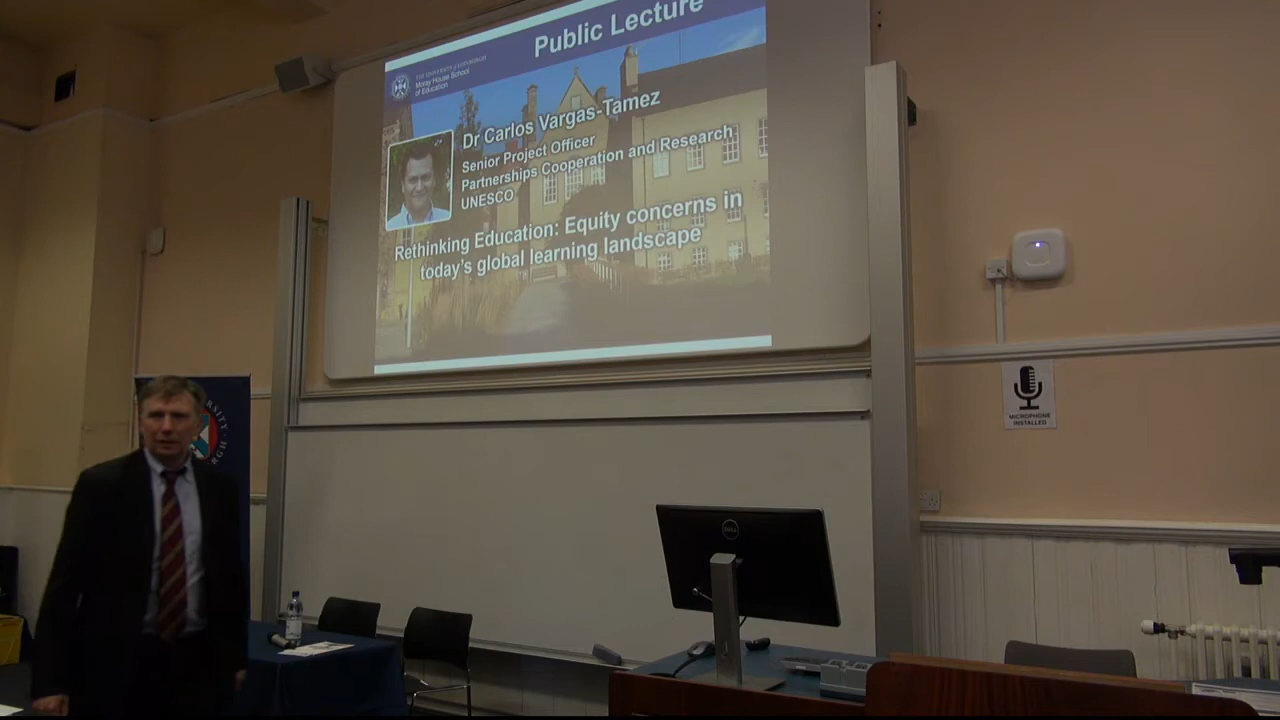 Public Lecture
THE UNIVERSITY of EDINBURGH
Moray House School
of Education
Dr Carlos Vargas-Tamez
Senior Project Officer
Partnerships Cooperation and Research
UNESCO
Rethinking Education: Equity concerns in
today's global learning landscape
MICROPHONE
INSTALLED
DELL